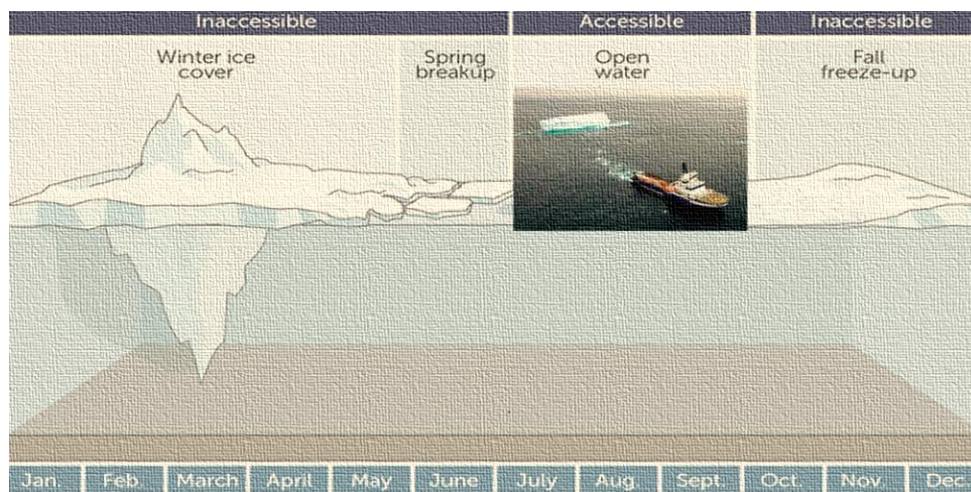 Inaccessible
Accessible
Inaccessible
Winter ice
cover
Spring
breakup
Open
water
Fall
freeze-up
Jan.
Feb.
March
April
May
June
July
Aug.
Sept.
Oct.
Nov.
Dec